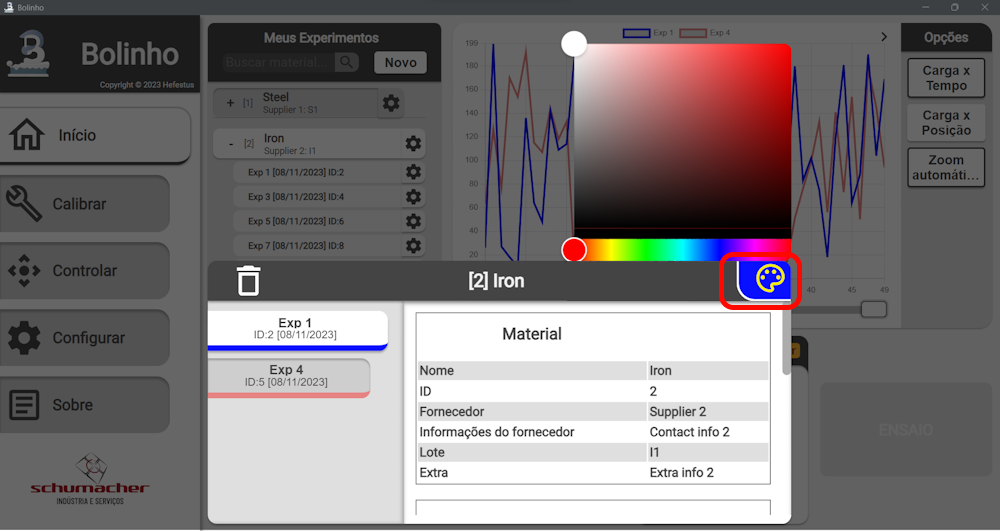 Bolinho
Bolinho
Copyright © 2023 Hefestus
Início
Calibrar
Controlar
Configurar
Sobre
schumacher
INDÚSTRIA E SERVIÇOS
Meus Experimentos
Buscar material...
Novo
+ [1] Steel
Supplier 1: S1
- [2] Iron
Supplier 2: I1
Exp 1 [08/11/2023] ID:2
Exp 3 [08/11/2023] ID:4
Exp 5 [08/11/2023] ID:6
Exp 7 [08/11/2023] ID:8
Exp 1 Exp 4
199
180
160
140
120
100
80
60
40
20
40 45 49
Opções
Carga x
Tempo
Carga x
Posição
Zoom
automáti...
ENSAIO
[2] Iron
Exp 1
ID:2 [08/11/2023]
Exp 4
ID:5 [08/11/2023]
Material
Nome Iron
ID 2
Fornecedor Supplier 2
Informações do fornecedor Contact info 2
Lote I1
Extra Extra info 2